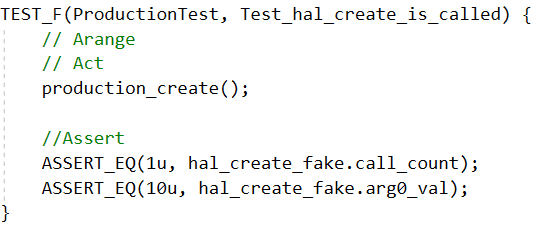 TEST_F(ProductionTest, Test_hal_create_is_called) {
    // Arange
    // Act
    production_create();
    //Assert
    ASSERT_EQ(1u, hal_create_fake.call_count);
    ASSERT_EQ(10u, hal_create_fake.arg0_val);
}